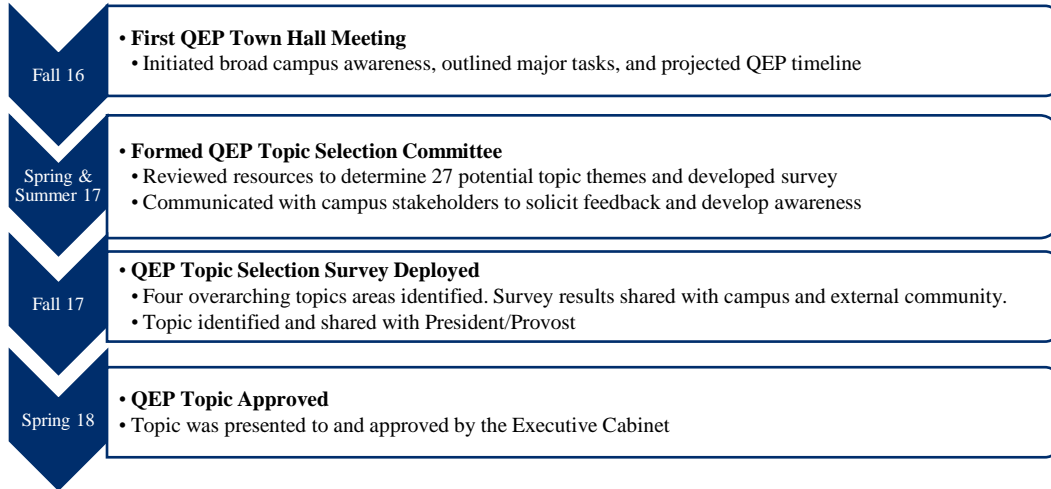 Fall 16
• First QEP Town Hall Meeting
• Initiated broad campus awareness, outlined major tasks, and projected QEP timeline
Spring &
Summer 17
• Formed QEP Topic Selection Committee
• Reviewed resources to determine 27 potential topic themes and developed survey
• Communicated with campus stakeholders to solicit feedback and develop awareness
Fall 17
• QEP Topic Selection Survey Deployed
• Four overarching topics areas identified. Survey results shared with campus and external community.
• Topic identified and shared with President/Provost
Spring 18
• QEP Topic Approved
• Topic was presented to and approved by the Executive Cabinet